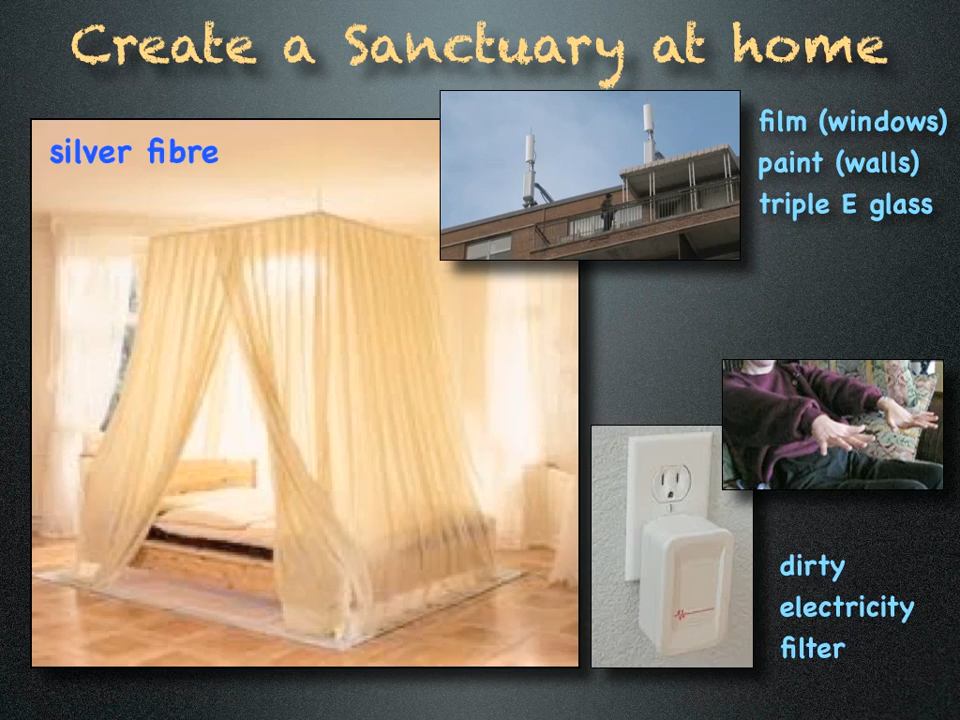 Create a Sanctuary at home
silver fibre
film (windows)
paint (walls)
triple E glass
dirty
electricity
filter